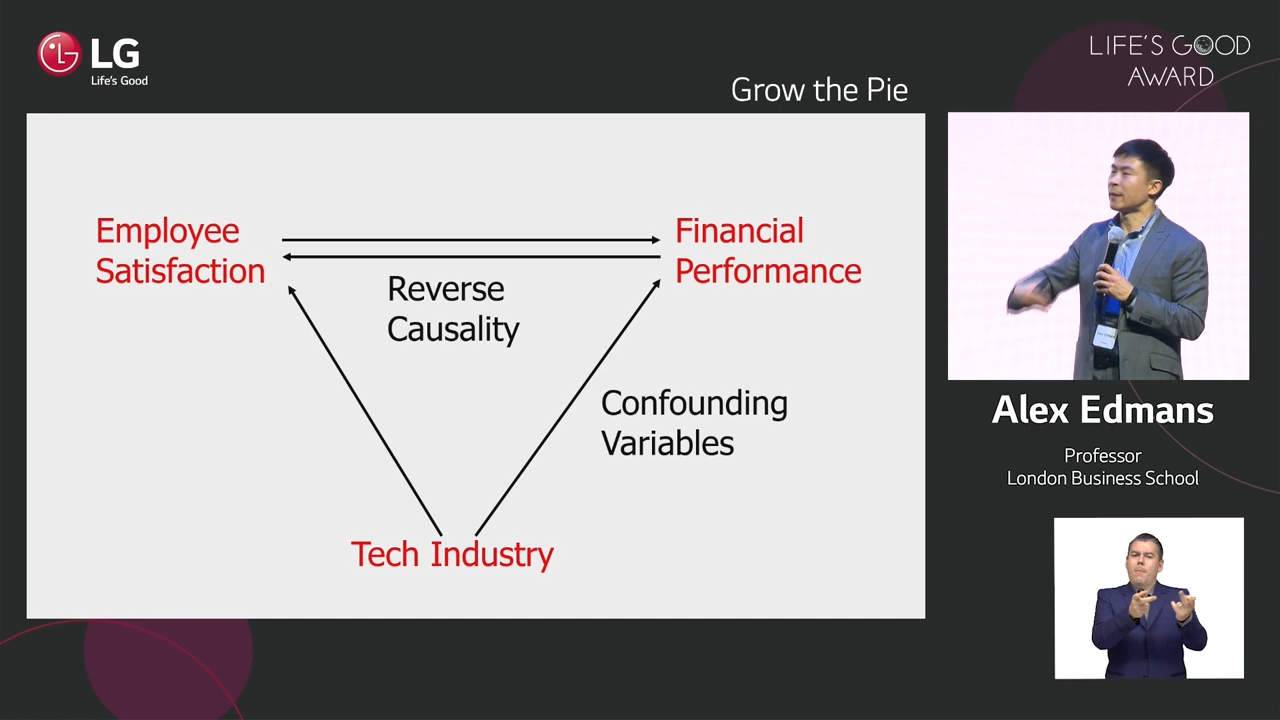 LG
Life's Good
LIFE'S GOOD
AWARD
Grow the Pie
Employee
Satisfaction
Financial
Performance
Reverse
Causality
Confounding
Variables
Tech Industry
Alex Edmans
Professor
London Business School